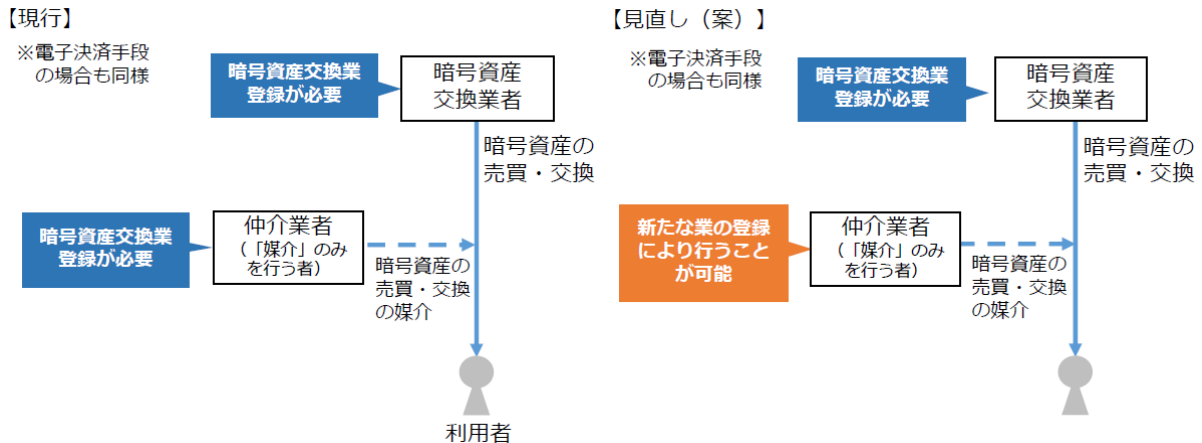 【現行】
※電子決済手段
の場合も同様
暗号資産交換業
登録が必要
暗号資産
交換業者
暗号資産の
売買・交換
暗号資産交換業
登録が必要
仲介業者
（「媒介」のみ
を行う者）
暗号資産の
売買・交換
の媒介
利用者
【見直し（案）】
※電子決済手段
の場合も同様
暗号資産交換業
登録が必要
暗号資産
交換業者
暗号資産の
売買・交換
新たな業の登録
により行うこと
が可能
仲介業者
（「媒介」のみ
を行う者）
暗号資産の
売買・交換
の媒介